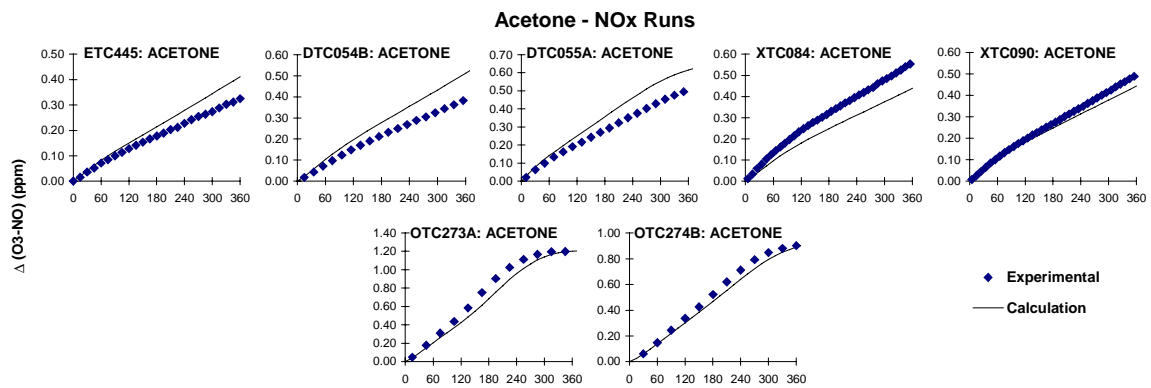 Acetone - NOx Runs
ETC445: ACETONE
0.50
0.40
0.30
0.20
0.10
0.00
0 60 120 180 240 300 360
DTC054B: ACETONE
0.60
0.50
0.40
0.30
0.20
0.10
0.00
0 60 120 180 240 300 360
DTC055A: ACETONE
0.70
0.60
0.50
0.40
0.30
0.20
0.10
0.00
0 60 120 180 240 300 360
XTC084: ACETONE
0.60
0.50
0.40
0.30
0.20
0.10
0.00
0 60 120 180 240 300 360
XTC090: ACETONE
0.60
0.50
0.40
0.30
0.20
0.10
0.00
0 60 120 180 240 300 360
Δ (O3-NO) (ppm)
OTC273A: ACETONE
1.40
1.20
1.00
0.80
0.60
0.40
0.20
0.00
0 60 120 180 240 300 360
OTC274B: ACETONE
1.00
0.80
0.60
0.40
0.20
0.00
0 60 120 180 240 300 360
Experimental
Calculation